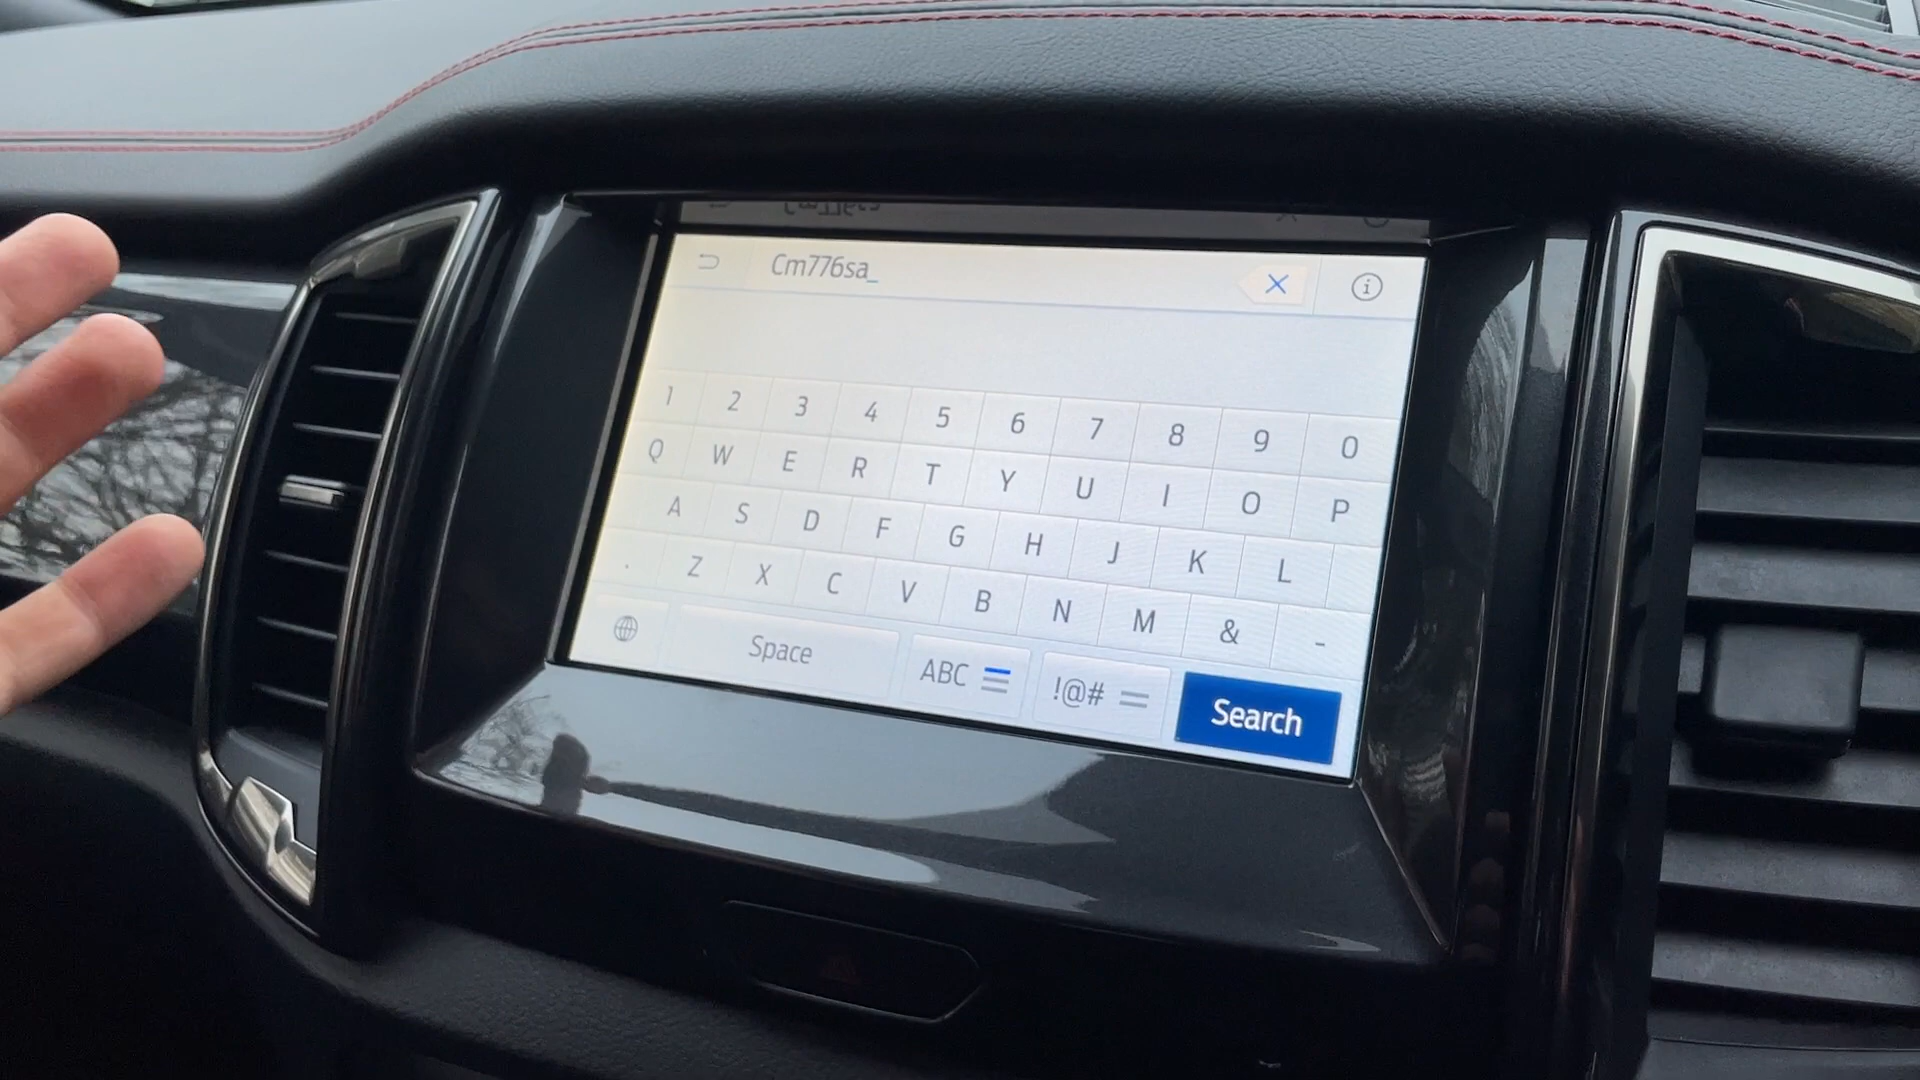 Cm776sa_
1 2 3 4 5 6 7 8 9 0
Q W E R T Y U I O P
A S D F G H J K L
. Z X C V B N M & -
Space ABC !@# Search